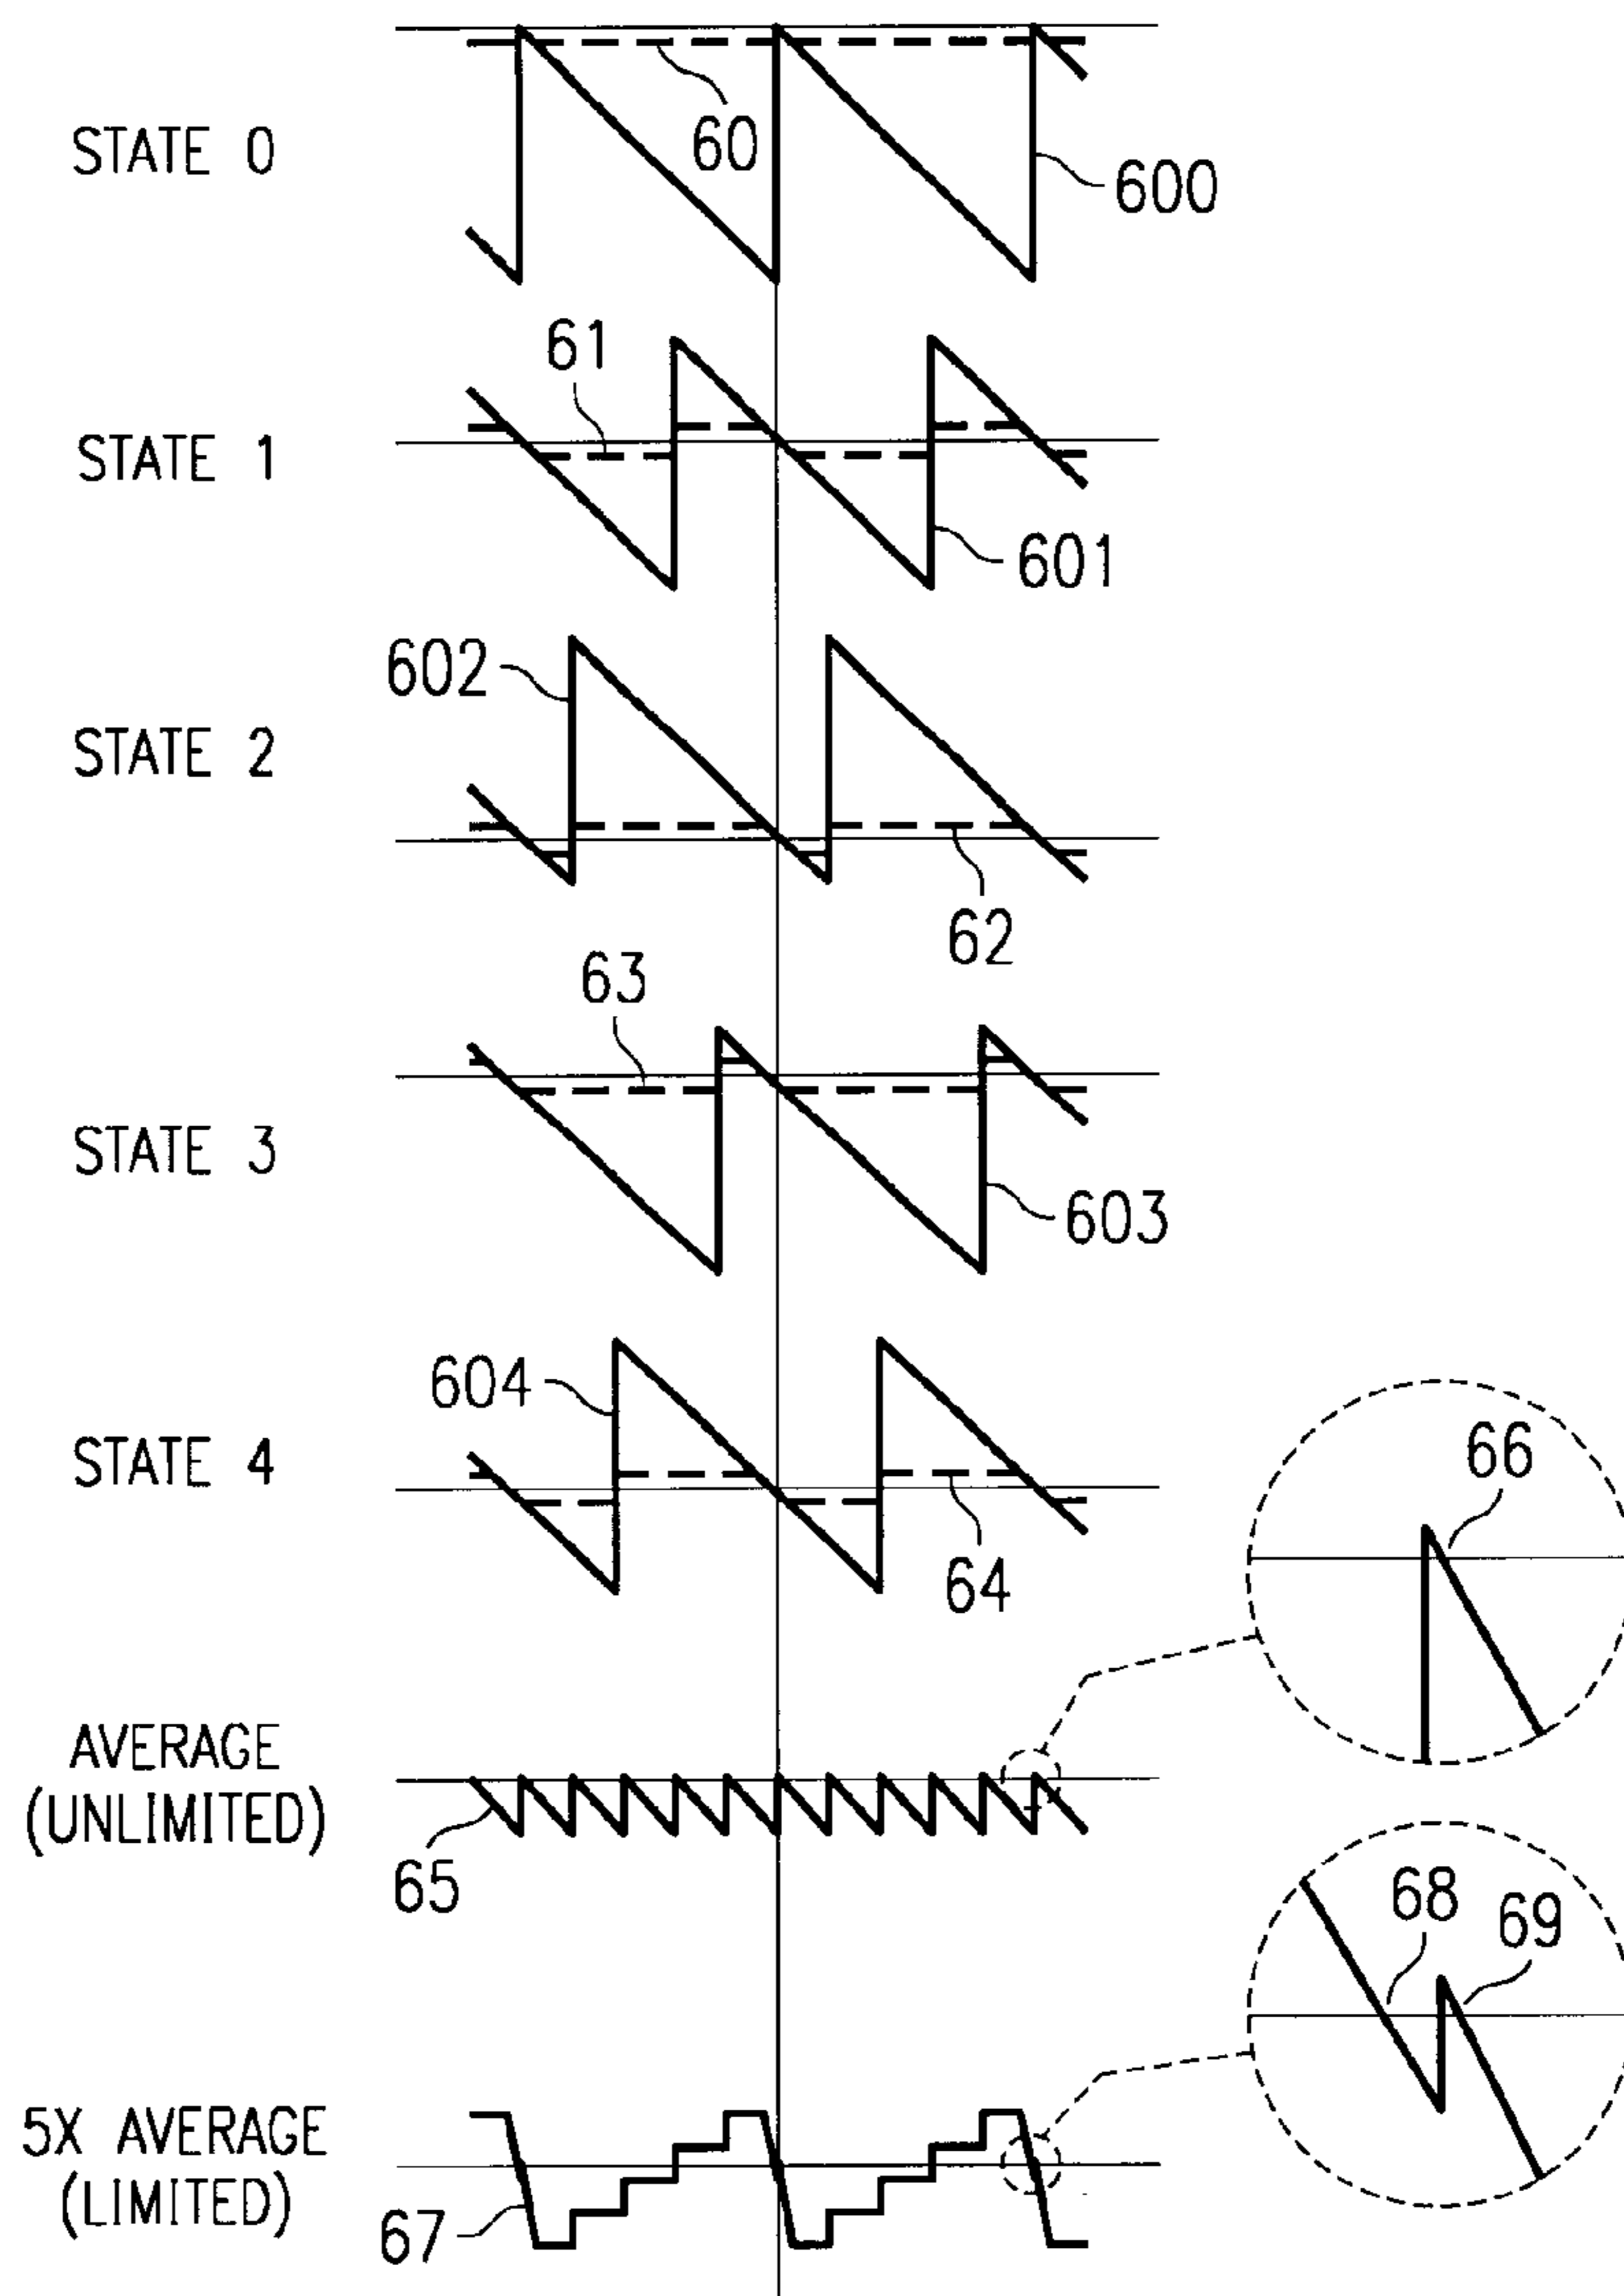 60
STATE 0
600
61
STATE 1
601
602
STATE 2
62
63
STATE 3
603
604
STATE 4
66
64
AVERAGE
(UNLIMITED)
65
68
69
5X AVERAGE
(LIMITED)
67